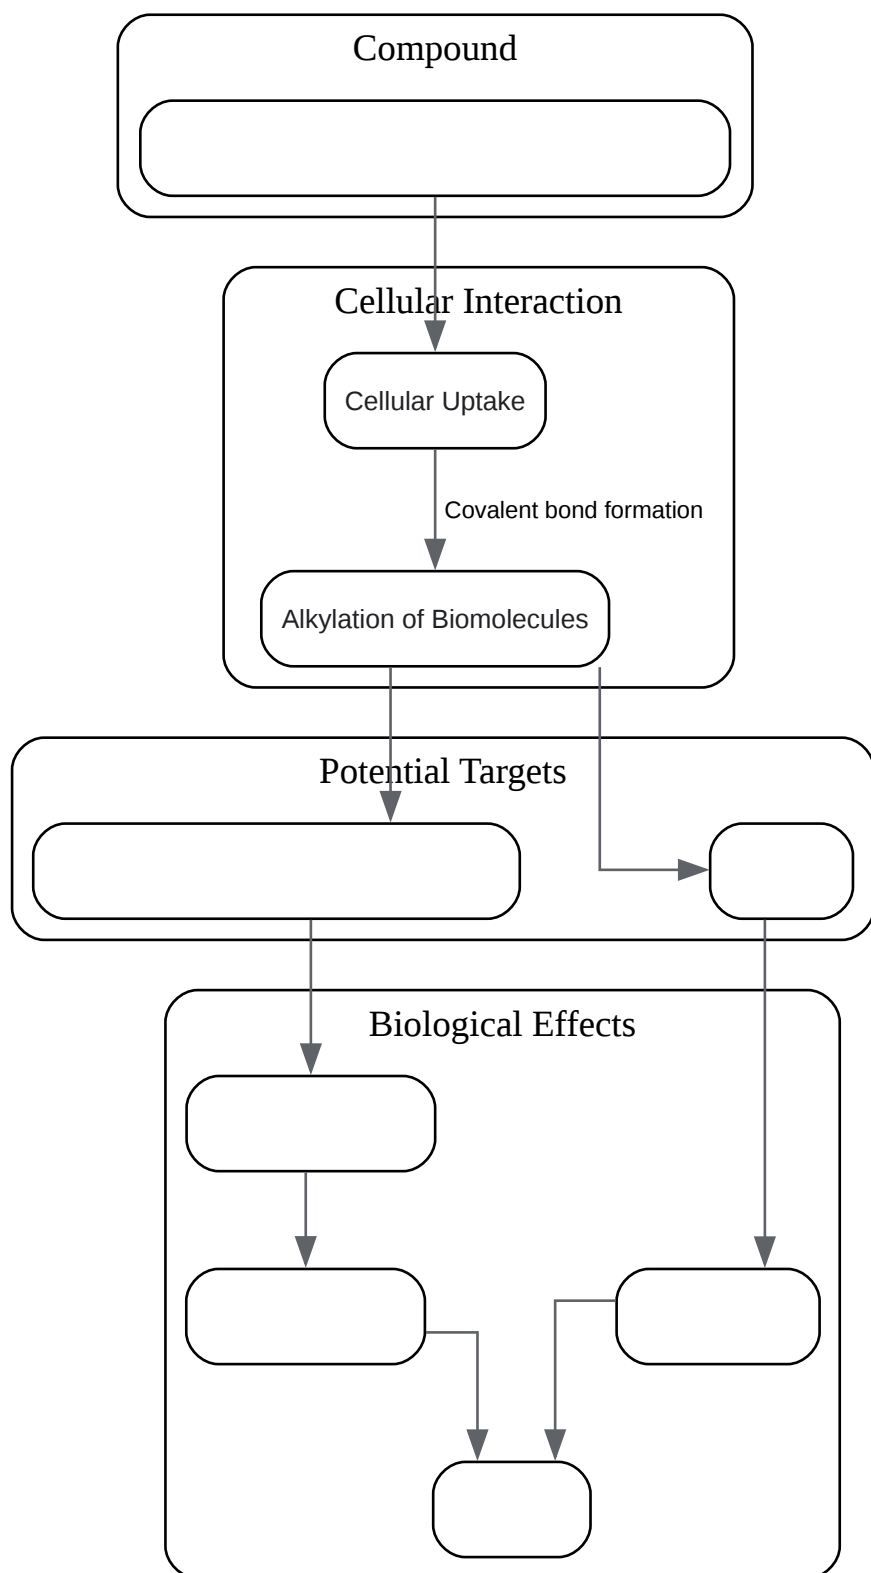 Compound
Cellular Interaction
Cellular Uptake
Covalent bond formation
Alkylation of Biomolecules
Potential Targets
Biological Effects